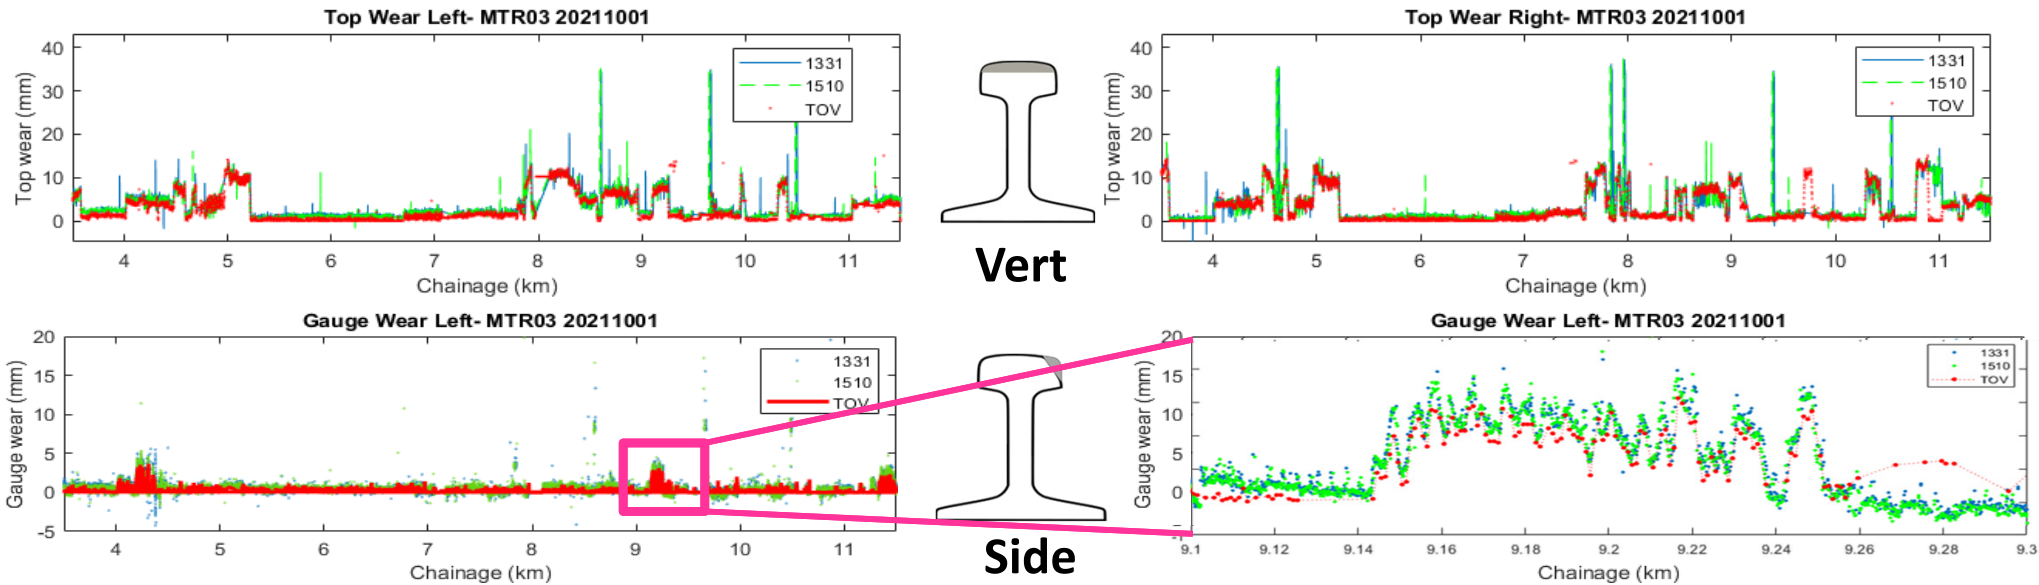 Top Wear Left- MTR03 20211001
40
30
20
10
0
Top wear (mm)
1331
1510
TOV
4 5 6 7 8 9 10 11
Chainage (km)
Vert
Top Wear Right- MTR03 20211001
40
30
20
10
0
Top wear (mm)
1331
1510
TOV
4 5 6 7 8 9 10 11
Chainage (km)
Gauge Wear Left- MTR03 20211001
20
15
10
5
0
-5
Gauge wear (mm)
1331
1510
TOV
4 5 6 7 8 9 10 11
Chainage (km)
Side
Gauge Wear Left- MTR03 20211001
20
15
10
5
5
0
Gauge wear (mm)
1331
1510
TOV
9.1 9.12 9.14 9.16 9.18 9.2 9.22 9.24 9.26 9.28 9.3
Chainage (km)